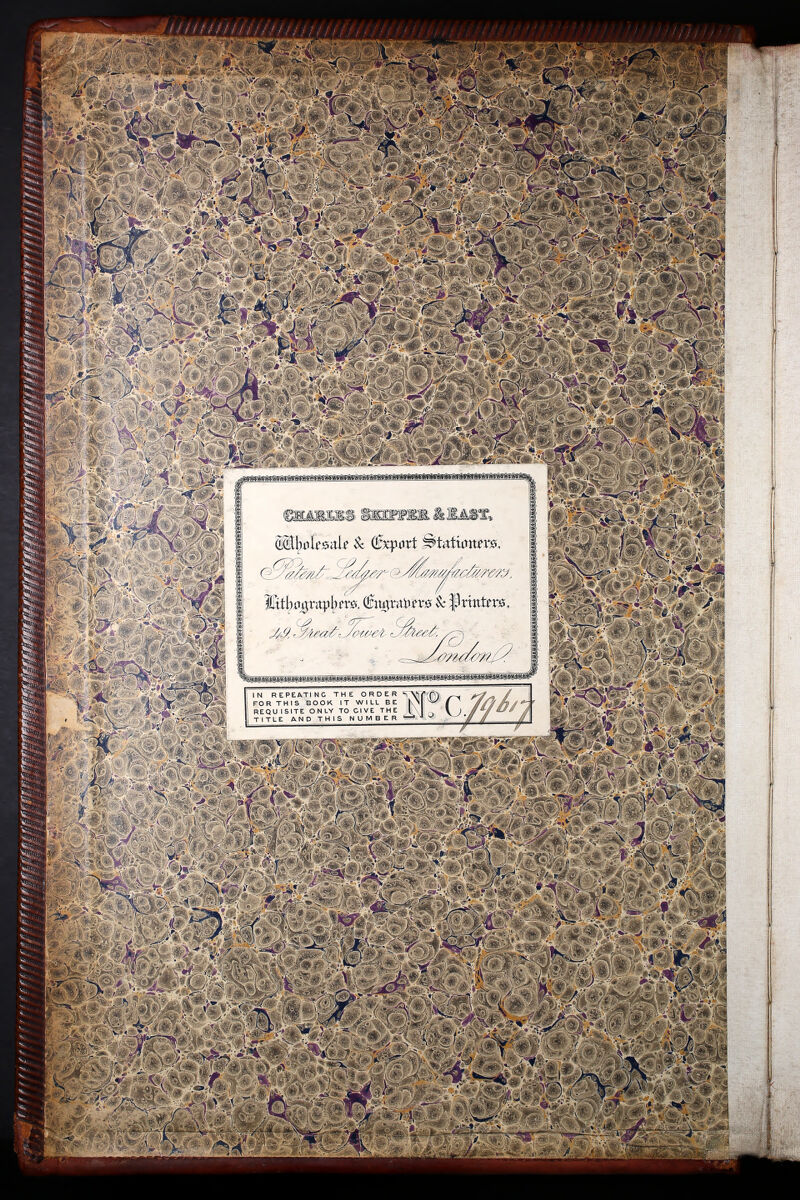 CHARLES SKIPPER & EAST,
Wholesale & Export Stationers.
Patent Ledger Manufacturers,
Lithographers, Engravers & Printers,
49, Great Tower Street,
London.
IN REPEATING THE ORDER
FOR THIS BOOK IT WILL BE
REQUISITE ONLY TO GIVE THE
TITLE AND THIS NUMBER
No. C. 79617